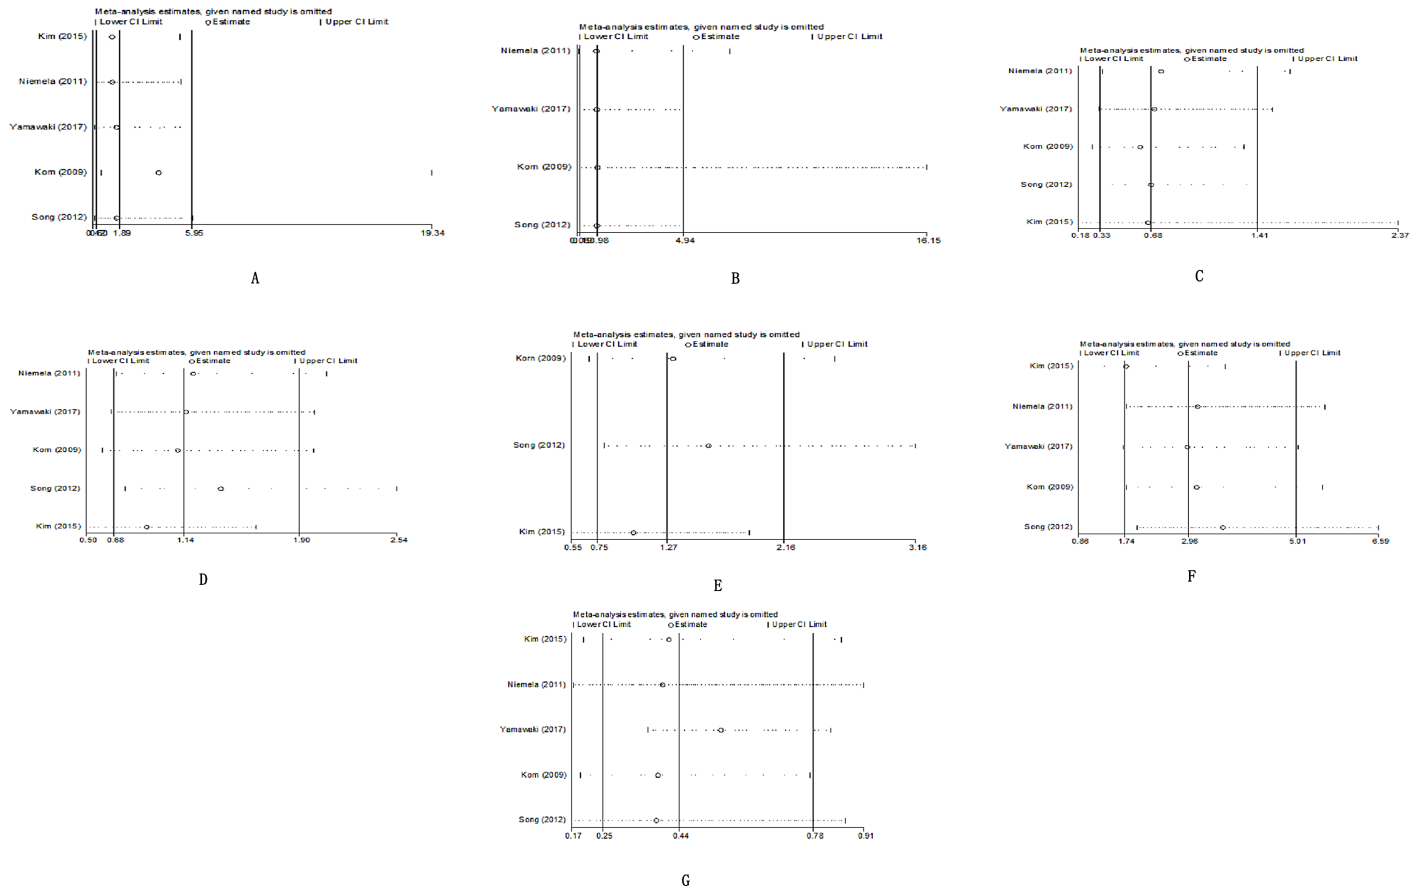 Meta-analysis estimates, given named study is omitted
Lower CI Limit Estimate Upper CI Limit
Kim (2015)
Niemela (2011)
Yamawaki (2017)
Korn (2009)
Song (2012)
1.89 5.95 19.34
A
Meta-analysis estimates, given named study is omitted
Lower CI Limit Estimate Upper CI Limit
Niemela (2011)
Yamawaki (2017)
Korn (2009)
Song (2012)
0.98 4.94 16.15
B
Meta-analysis estimates, given named study is omitted
Lower CI Limit Estimate Upper CI Limit
Niemela (2011)
Yamawaki (2017)
Korn (2009)
Song (2012)
Kim (2015)
0.18 0.33 0.68 1.41 2.37
C
Meta-analysis estimates, given named study is omitted
Lower CI Limit Estimate Upper CI Limit
Niemela (2011)
Yamawaki (2017)
Korn (2009)
Song (2012)
Kim (2015)
0.50 0.68 1.14 1.90 2.54
D
Meta-analysis estimates, given named study is omitted
Lower CI Limit Estimate Upper CI Limit
Korn (2009)
Song (2012)
Kim (2015)
0.55 0.75 1.27 2.16 3.16
E
Meta-analysis estimates, given named study is omitted
Lower CI Limit Estimate Upper CI Limit
Kim (2015)
Niemela (2011)
Yamawaki (2017)
Korn (2009)
Song (2012)
0.86 1.74 2.96 5.01 6.59
F
Meta-analysis estimates, given named study is omitted
Lower CI Limit Estimate Upper CI Limit
Kim (2015)
Niemela (2011)
Yamawaki (2017)
Korn (2009)
Song (2012)
0.17 0.25 0.44 0.78 0.91
G